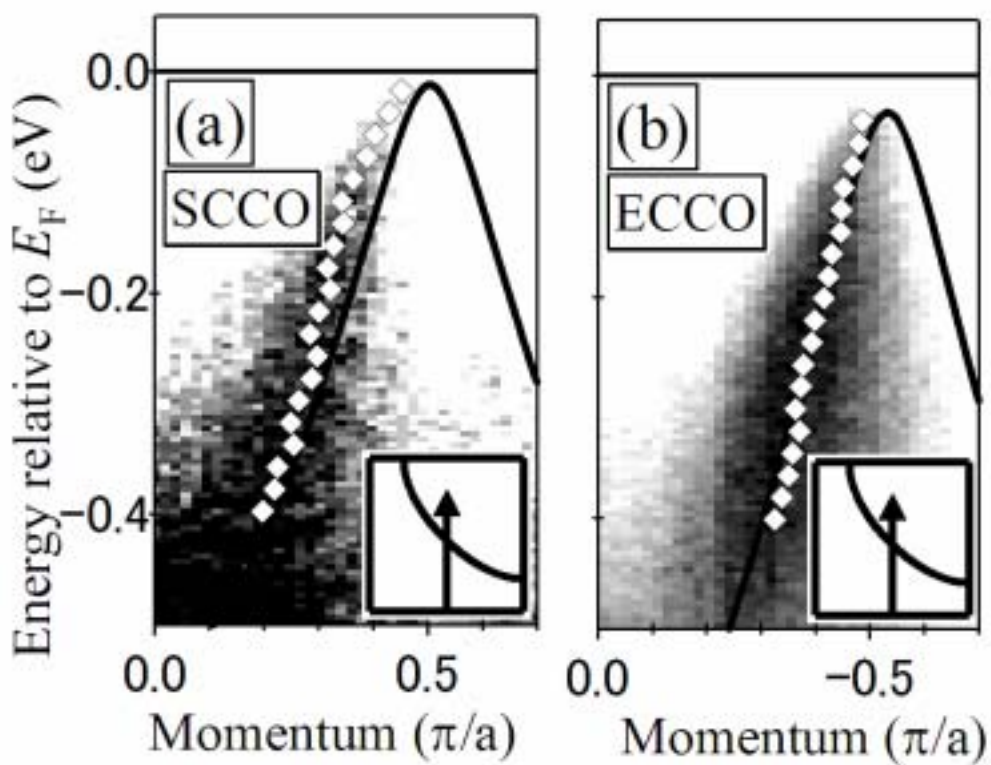 Energy relative to E_F (eV)
0.0
−0.2
−0.4
(a)
SCCO
0.0
0.5
Momentum (π/a)
(b)
ECCO
0.0
−0.5
Momentum (π/a)